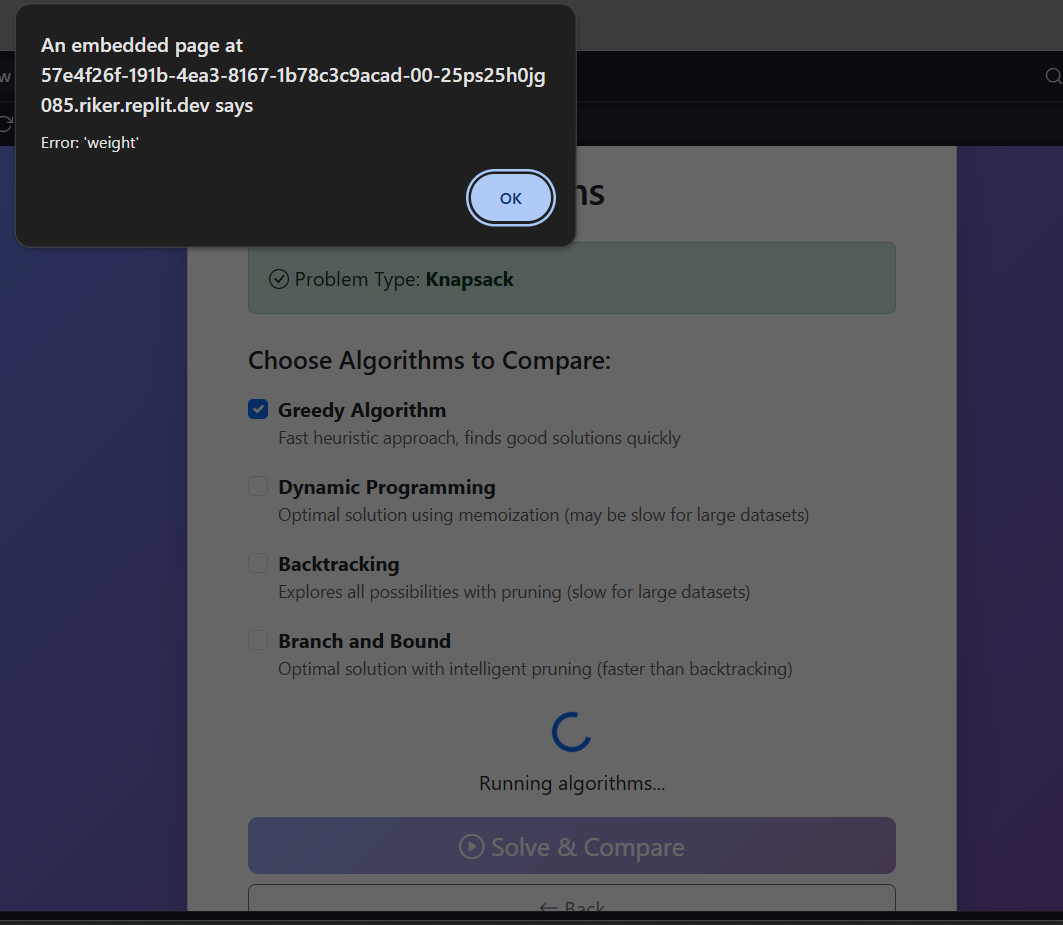 An embedded page at
57e4f26f-191b-4ea3-8167-1b78c3c9acad-00-25ps25h0jg
085.riker.replit.dev says
Error: 'weight'
OK
Problem Type: Knapsack
Choose Algorithms to Compare:
Greedy Algorithm
Fast heuristic approach, finds good solutions quickly
Dynamic Programming
Optimal solution using memoization (may be slow for large datasets)
Backtracking
Explores all possibilities with pruning (slow for large datasets)
Branch and Bound
Optimal solution with intelligent pruning (faster than backtracking)
Running algorithms...
Solve & Compare
← Back